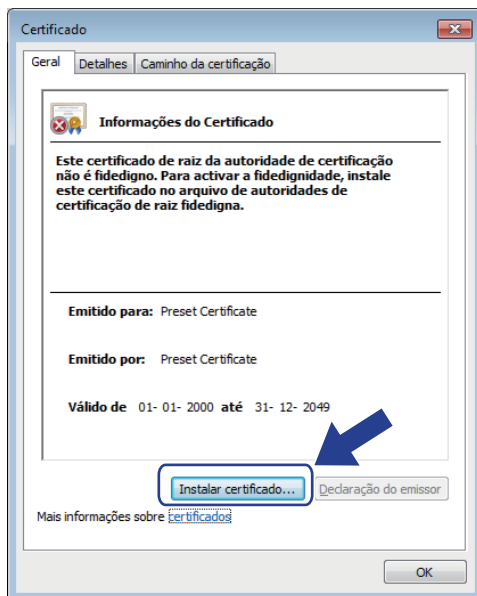 Certificado
Geral Detalhes Caminho da certificação
Informações do Certificado
Este certificado de raiz da autoridade de certificação
não é fidedigno. Para activar a fidedignidade, instale
este certificado no arquivo de autoridades de
certificação de raiz fidedigna.
Emitido para: Preset Certificate
Emitido por: Preset Certificate
Válido de 01- 01- 2000 até 31- 12- 2049
Instalar certificado... Declaração do emissor
Mais informações sobre certificados
OK